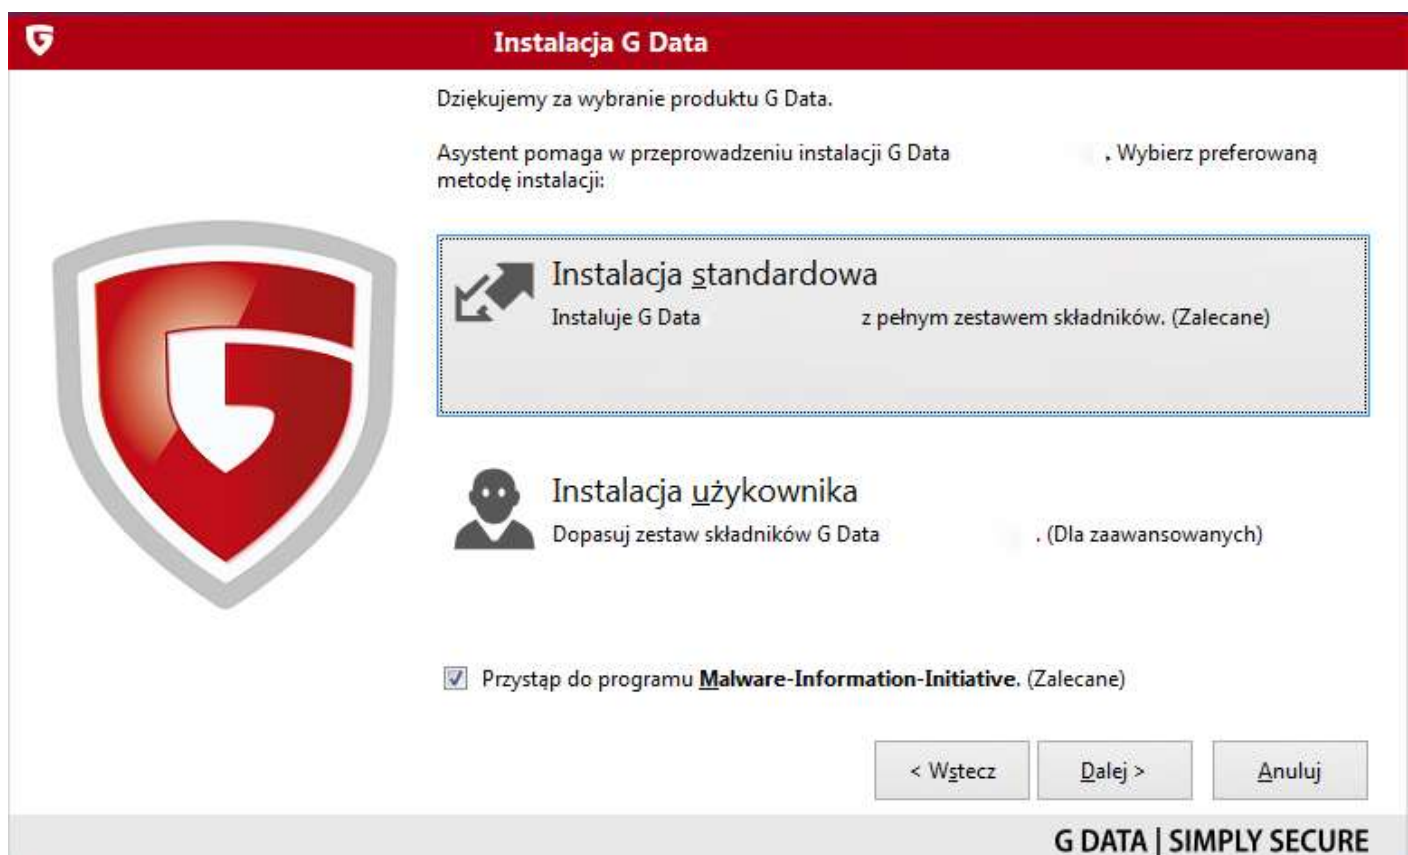 Instalacja G Data
Dziękujemy za wybranie produktu G Data.
Asystent pomaga w przeprowadzeniu instalacji G Data . Wybierz preferowaną
metodę instalacji:
Instalacja standardowa
Instaluje G Data z pełnym zestawem składników. (Zalecane)
Instalacja użykownika
Dopasuj zestaw składników G Data . (Dla zaawansowanych)
Przystąp do programu Malware-Information-Initiative. (Zalecane)
< Wstecz Dalej > Anuluj
G DATA | SIMPLY SECURE